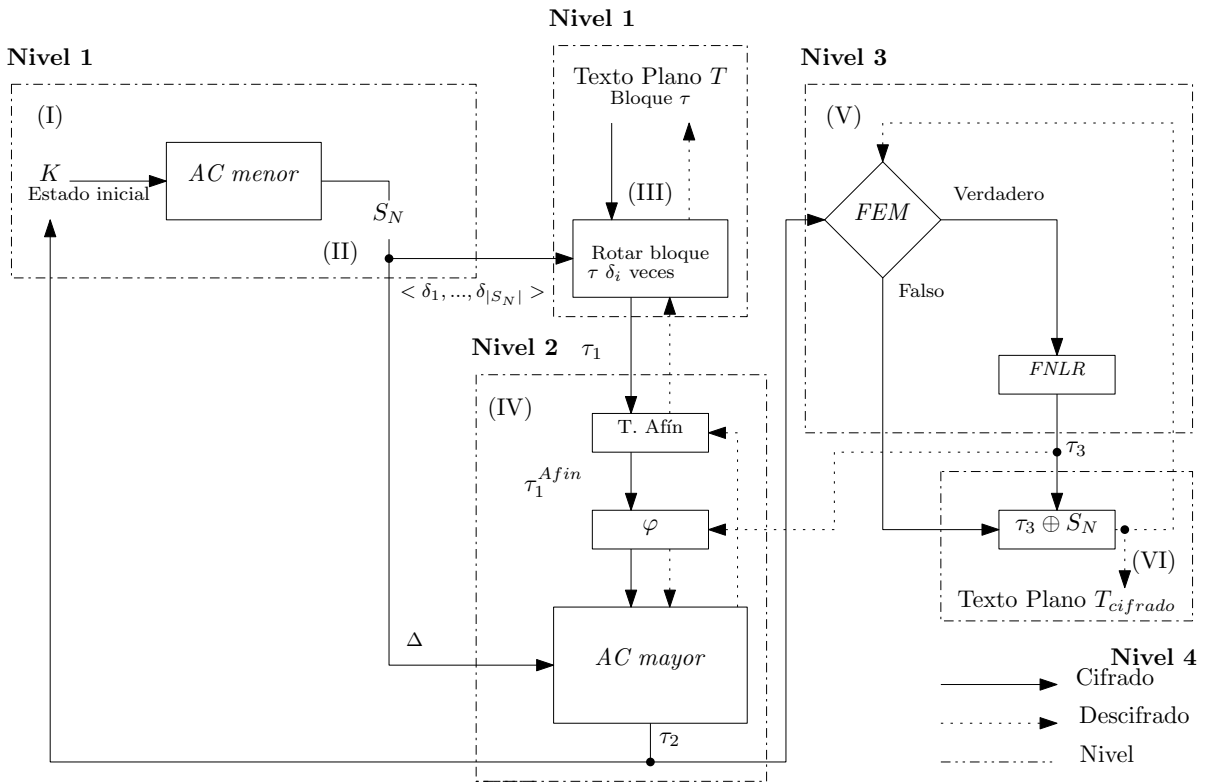 Nivel 1
Nivel 1
Nivel 3
(I)
K
Estado inicial
AC menor
S_N
(II)
< δ_1, ..., δ_{|S_N|} >
Texto Plano T
Bloque τ
(III)
Rotar bloque
τ δ_i veces
(V)
FEM
Verdadero
Falso
FNLR
τ_3
Nivel 2
τ_1
(IV)
T. Afín
τ_1^{Afin}
φ
Δ
AC mayor
τ_2
τ_3 ⊕ S_N
(VI)
Texto Plano T_{cifrado}
Nivel 4
Cifrado
Descifrado
Nivel